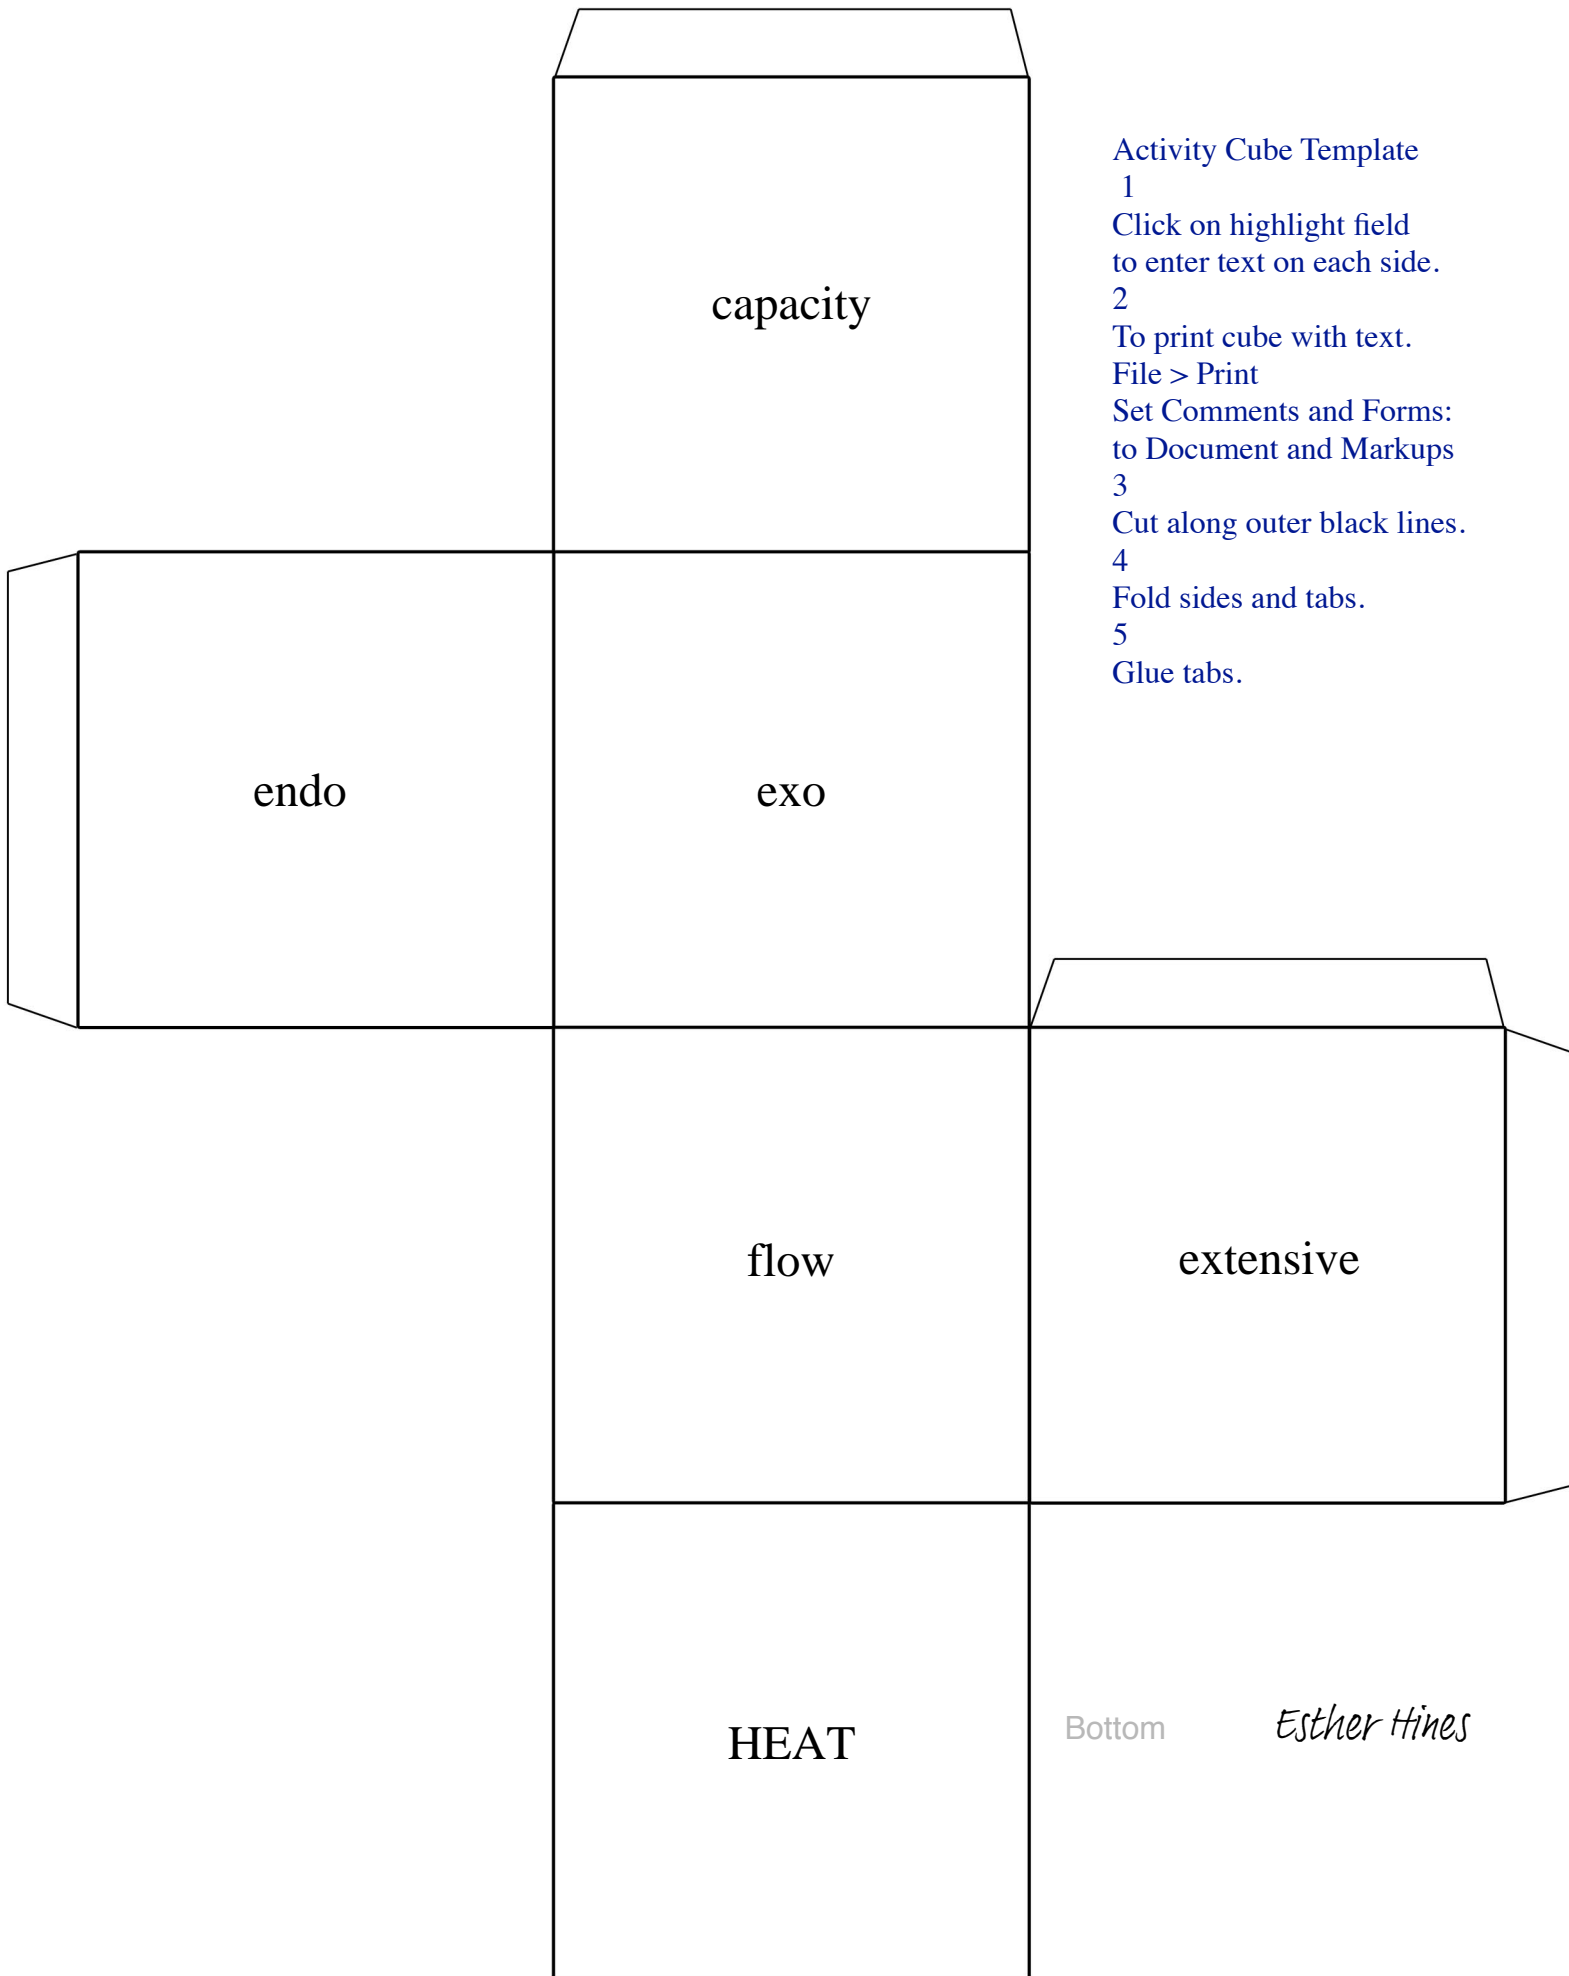 Activity Cube Template
1
Click on highlight field
to enter text on each side.
2
To print cube with text.
File > Print
Set Comments and Forms:
to Document and Markups
3
Cut along outer black lines.
4
Fold sides and tabs.
5
Glue tabs.
capacity
endo
exo
flow
extensive
HEAT
Bottom
Esther Hines